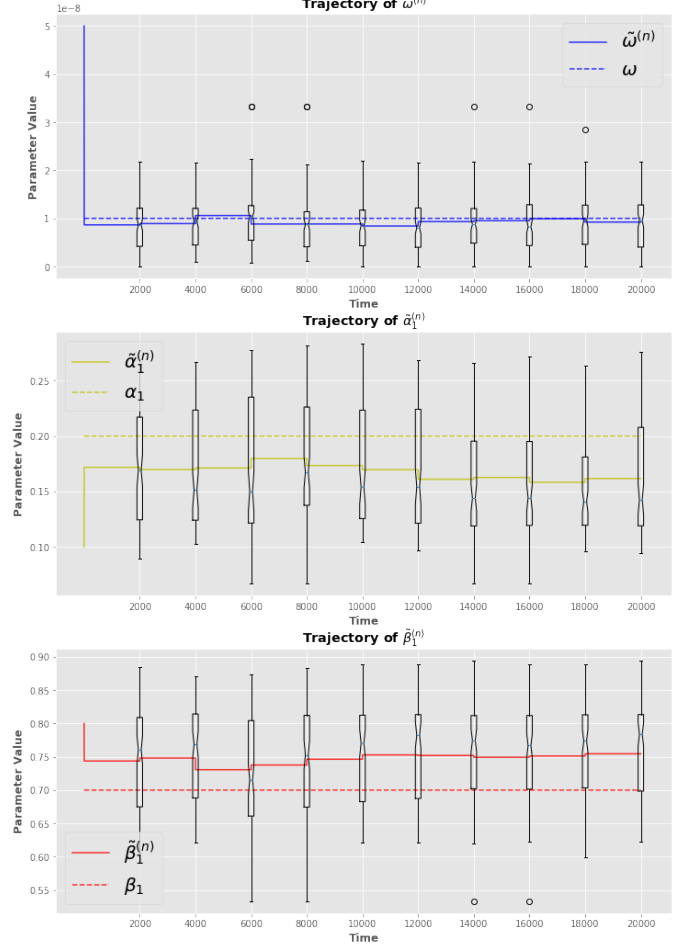 Trajectory of ω⁽ⁿ⁾
1e−8
5
4
3
2
1
0
Parameter Value
ω̃⁽ⁿ⁾
ω
2000 4000 6000 8000 10000 12000 14000 16000 18000 20000
Time
Trajectory of α̃₁⁽ⁿ⁾
0.25
0.20
0.15
0.10
Parameter Value
α̃₁⁽ⁿ⁾
α₁
2000 4000 6000 8000 10000 12000 14000 16000 18000 20000
Time
Trajectory of β̃₁⁽ⁿ⁾
0.90
0.85
0.80
0.75
0.70
0.65
0.60
0.55
Parameter Value
β̃₁⁽ⁿ⁾
β₁
2000 4000 6000 8000 10000 12000 14000 16000 18000 20000
Time